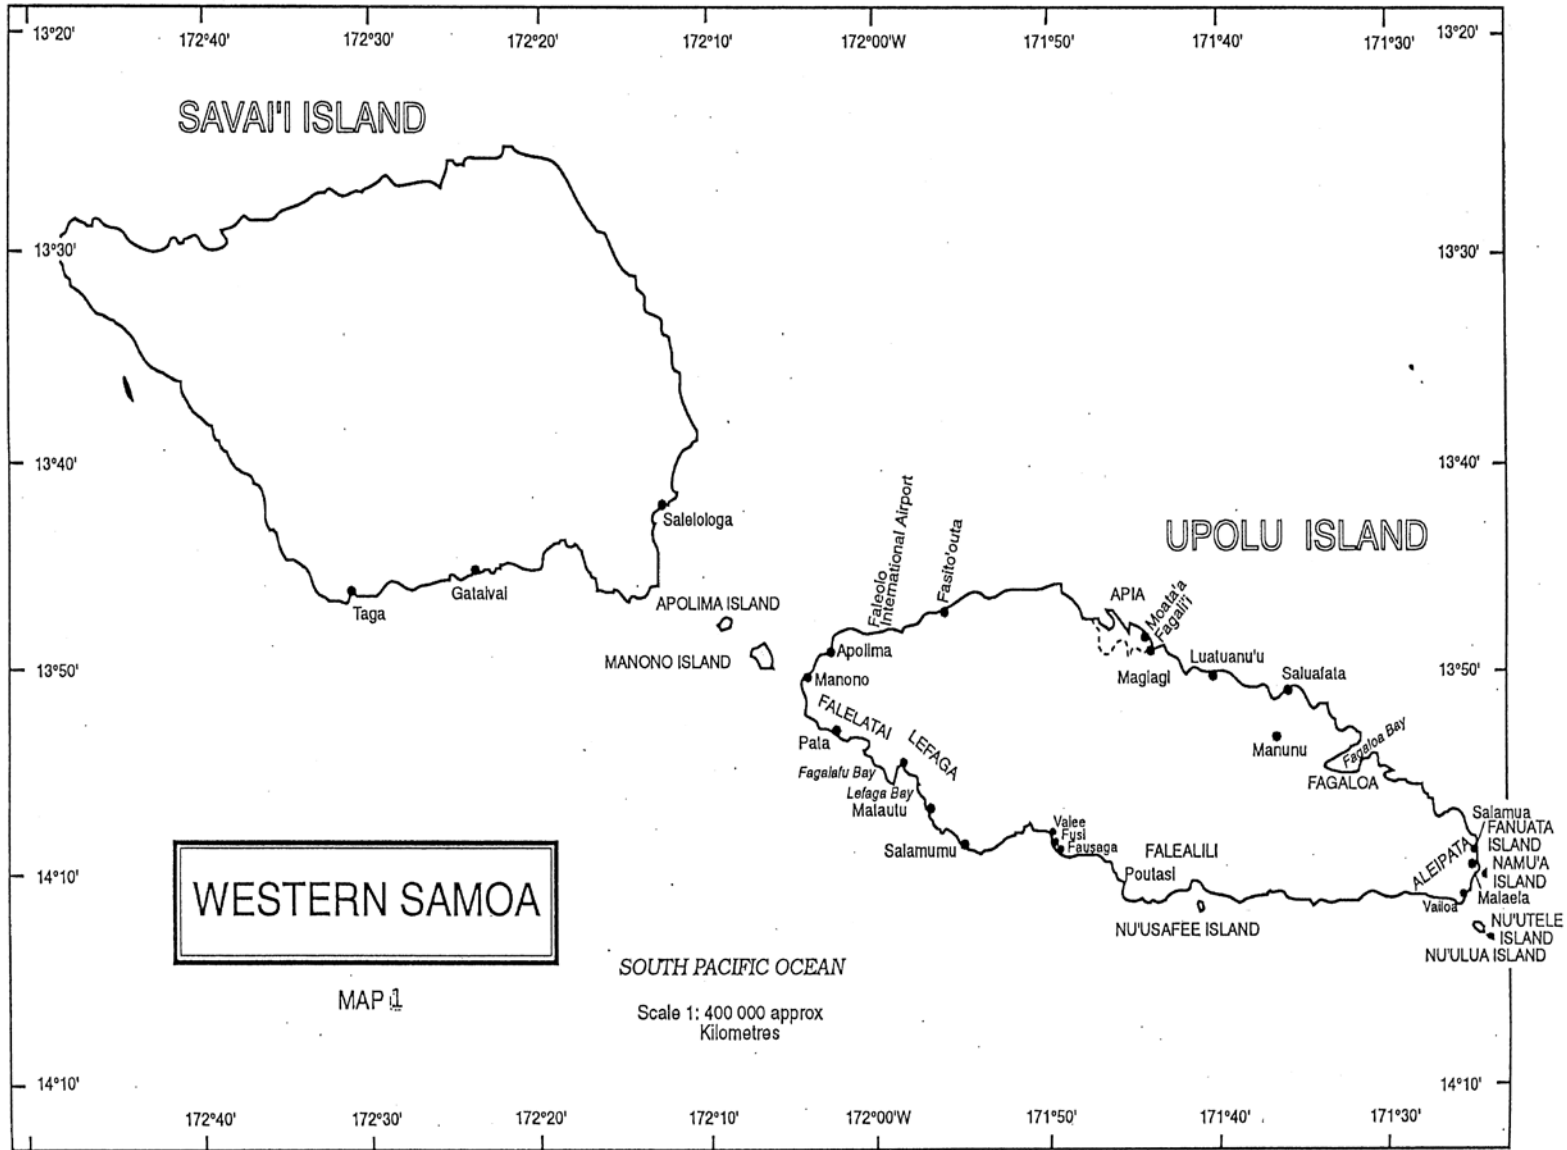 13°20'
172°40'
172°30'
172°20'
172°10'
172°00'W
171°50'
171°40'
171°30'
13°20'
SAVAI'I ISLAND
13°30'
13°30'
13°40'
13°40'
Salelologa
Faleolo
International Airport
Fasito'outa
UPOLU ISLAND
Gataivai
Taga
APOLIMA ISLAND
MANONO ISLAND
APIA
Moata'a
Fagali'i
13°50'
Apolima
Manono
Magiagi
Luatuanu'u
Saluafata
13°50'
FALELATAI
Pata
LEFAGA
Fagalafu Bay
Lefaga Bay
Matautu
Salamumu
Manunu
Fagaloa Bay
FAGALOA
Valee
Fusi
Fausaga
FALEALILI
Poutasi
NU'USAFEE ISLAND
Salamua
FANUATA
ISLAND
NAMU'A
ISLAND
ALEIPATA
Malaela
Vailoa
NU'UTELE
ISLAND
NU'ULUA ISLAND
14°10'
14°10'
WESTERN SAMOA
MAP 1
SOUTH PACIFIC OCEAN
Scale 1: 400 000 approx
Kilometres
14°10'
14°10'
172°40'
172°30'
172°20'
172°10'
172°00'W
171°50'
171°40'
171°30'